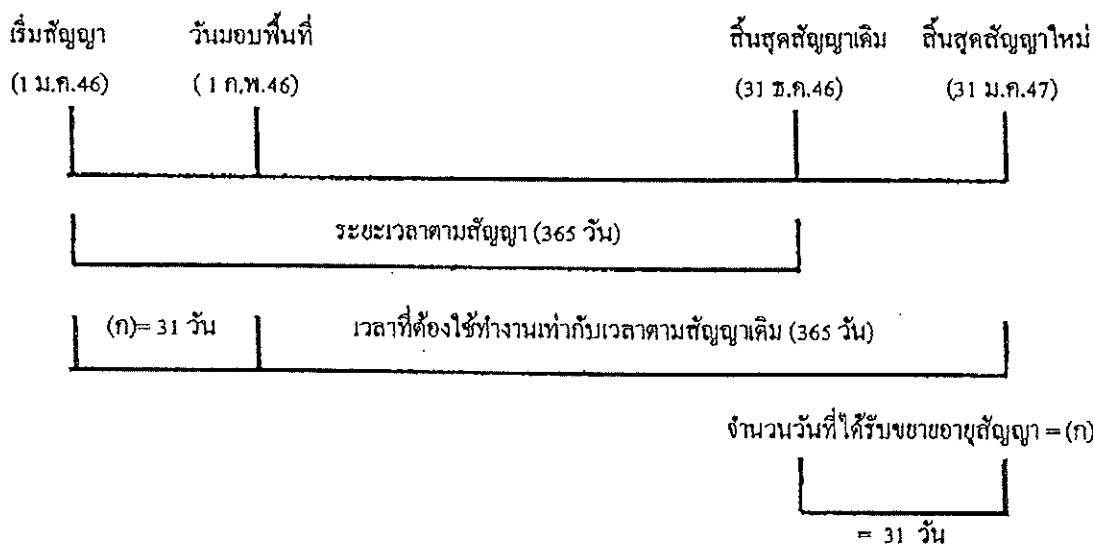 เริ่มสัญญา วันมอบพื้นที่ สิ้นสุดสัญญาเดิม สิ้นสุดสัญญาใหม่
(1 ม.ค.46) ( 1 ก.พ.46) (31 ธ.ค.46) (31 ม.ค.47)
ระยะเวลาตามสัญญา (365 วัน)
(ก)= 31 วัน เวลาที่ต้องใช้ทำงานเท่ากับเวลาตามสัญญาเดิม (365 วัน)
จำนวนวันที่ได้รับขยายอายุสัญญา = (ก)
= 31 วัน